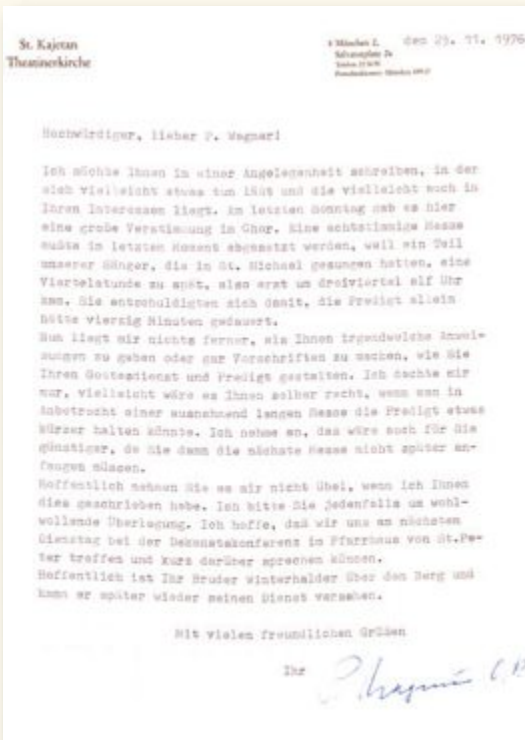 St. Kajetan
Theatinerkirche
8 München 2, den 29. 11. 1976
Salvatorplatz 2a
Hochwürdiger, lieber P. Wagner!
Ich möchte Ihnen in einer Angelegenheit schreiben, in der
sich vielleicht etwas tun läßt und die vielleicht auch in
Ihren Interessen liegt. Am letzten Sonntag gab es hier
eine große Verstimmung im Chor. Eine achtstimmige Messe
mußte im letzten Moment abgesetzt werden, weil ein Teil
unserer Sänger, die in St. Michael gesungen hatten, eine
Viertelstunde zu spät, also erst um dreiviertel elf Uhr
kam. Sie entschuldigten sich damit, die Predigt allein
hätte vierzig Minuten gedauert.
Nun liegt mir nichts ferner, als Ihnen irgendwelche Anwei-
sungen zu geben oder gar Vorschriften zu machen, wie Sie
Ihren Gottesdienst und Predigt gestalten. Ich dachte mir
nur, vielleicht wäre es Ihnen selber recht, wenn man in
Anbetracht einer ausnehmend langen Messe die Predigt etwas
kürzer halten könnte. Ich nehme an, das wäre auch für Sie
günstiger, da Sie dann die nächste Messe nicht später an-
fangen müssen.
Hoffentlich nehmen Sie es mir nicht übel, wenn ich Ihnen
dies geschrieben habe. Ich bitte Sie jedenfalls um wohl-
wollende Überlegung. Ich hoffe, daß wir uns am nächsten
Dienstag bei der Dekanatskonferenz im Pfarrhaus von St.Pe-
ter treffen und kurz darüber sprechen können.
Hoffentlich ist Ihr Bruder Winterhalder über den Berg und
kann er später wieder seinen Dienst versehen.
Mit vielen freundlichen Grüßen
Ihr